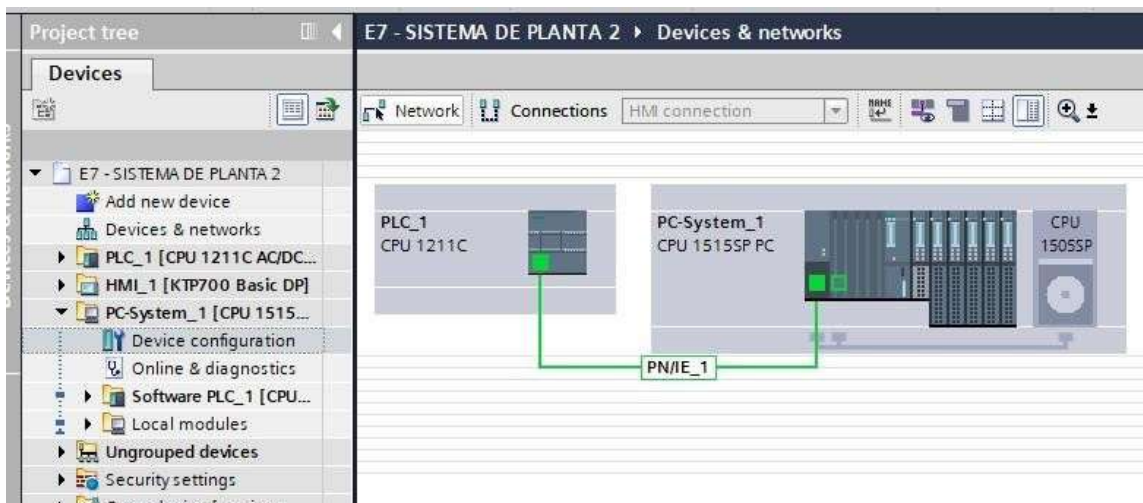 Project tree
E7 - SISTEMA DE PLANTA 2 ▸ Devices & networks
Devices
Network
Connections
HMI connection
E7 - SISTEMA DE PLANTA 2
Add new device
Devices & networks
PLC_1 [CPU 1211C AC/DC...
HMI_1 [KTP700 Basic DP]
PC-System_1 [CPU 1515...
Device configuration
Online & diagnostics
Software PLC_1 [CPU...
Local modules
Ungrouped devices
Security settings
PLC_1
CPU 1211C
PC-System_1
CPU 1515SP PC
CPU
1505SP
PN/IE_1